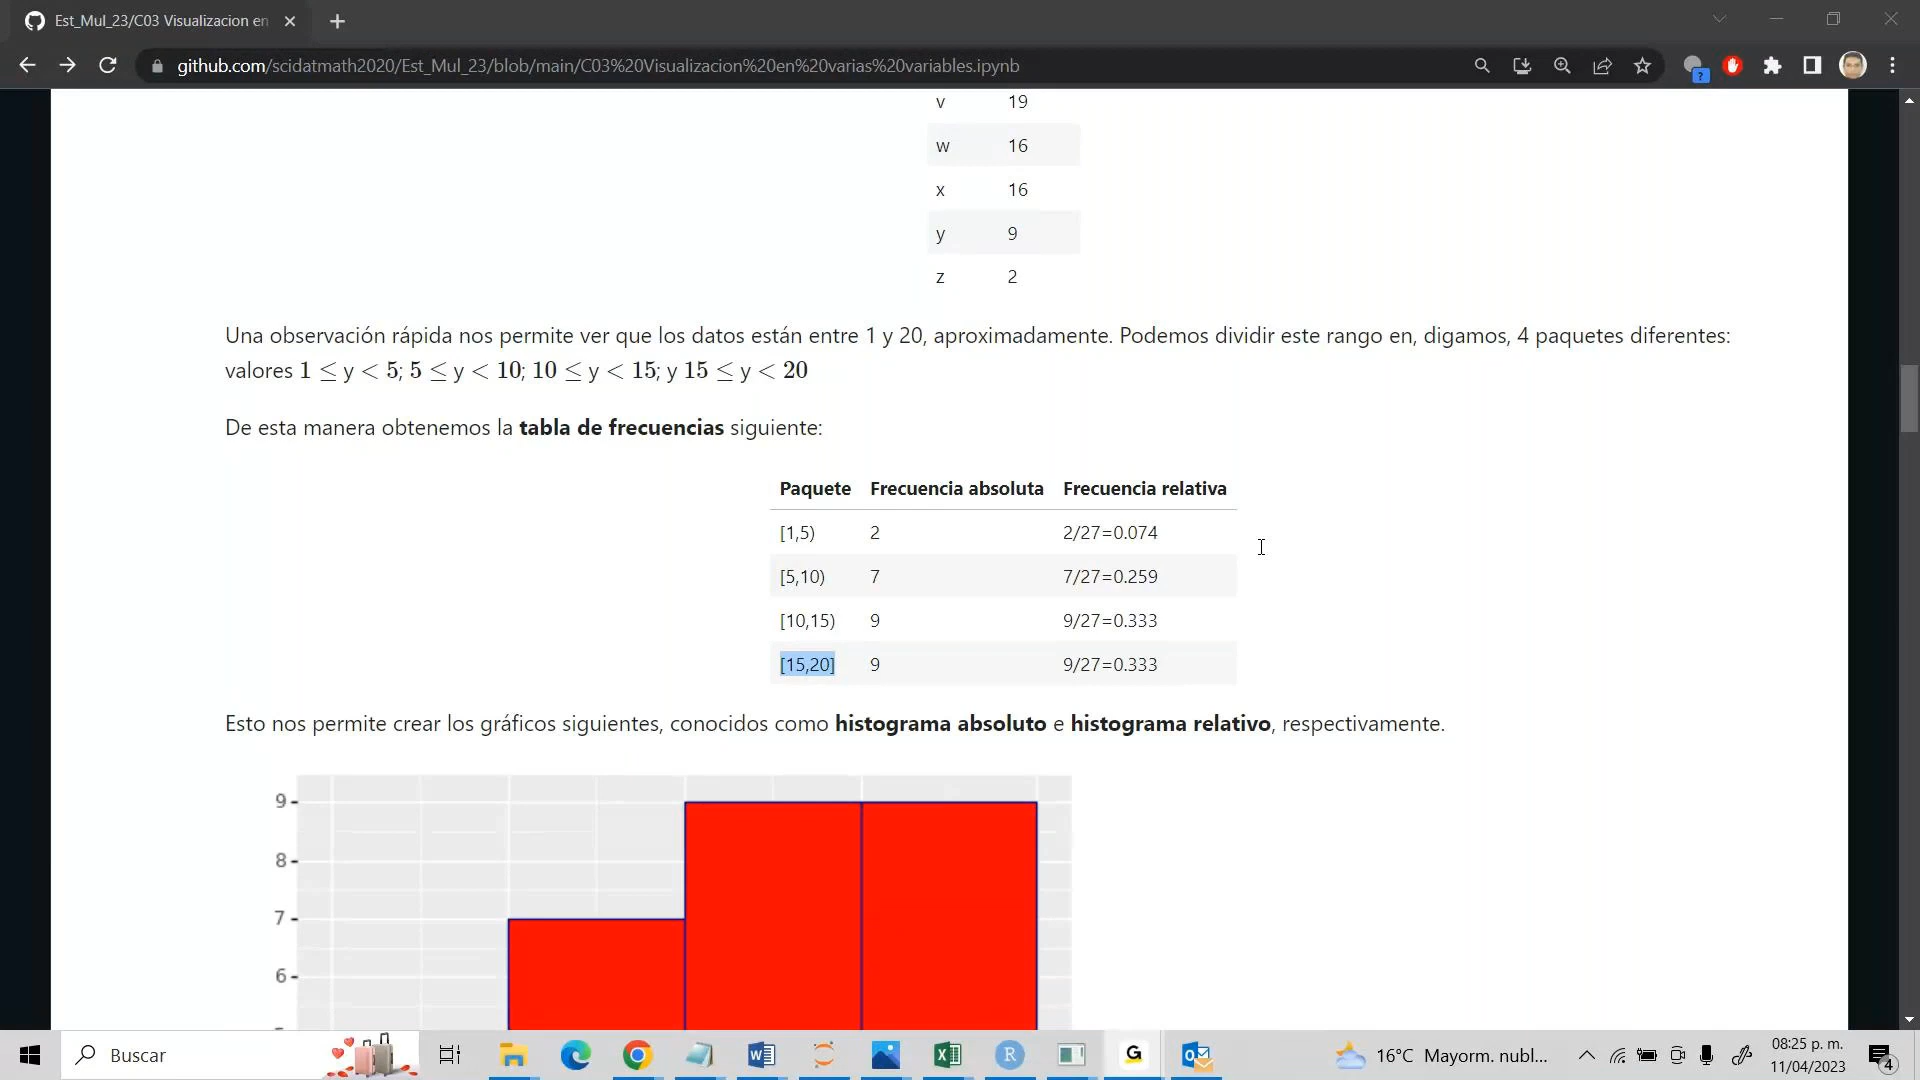 Est_Mul_23/C03 Visualizacion en
github.com/scidatmath2020/Est_Mul_23/blob/main/C03%20Visualizacion%20en%20varias%20variables.ipynb
v 19
w 16
x 16
y 9
z 2
Una observación rápida nos permite ver que los datos están entre 1 y 20, aproximadamente. Podemos dividir este rango en, digamos, 4 paquetes diferentes:
valores 1 ≤ y < 5; 5 ≤ y < 10; 10 ≤ y < 15; y 15 ≤ y < 20
De esta manera obtenemos la tabla de frecuencias siguiente:
Paquete Frecuencia absoluta Frecuencia relativa
[1,5) 2 2/27=0.074
[5,10) 7 7/27=0.259
[10,15) 9 9/27=0.333
[15,20] 9 9/27=0.333
Esto nos permite crear los gráficos siguientes, conocidos como histograma absoluto e histograma relativo, respectivamente.
9
8
7
6
Buscar
16°C Mayorm. nubl...
08:25 p. m.
11/04/2023
4